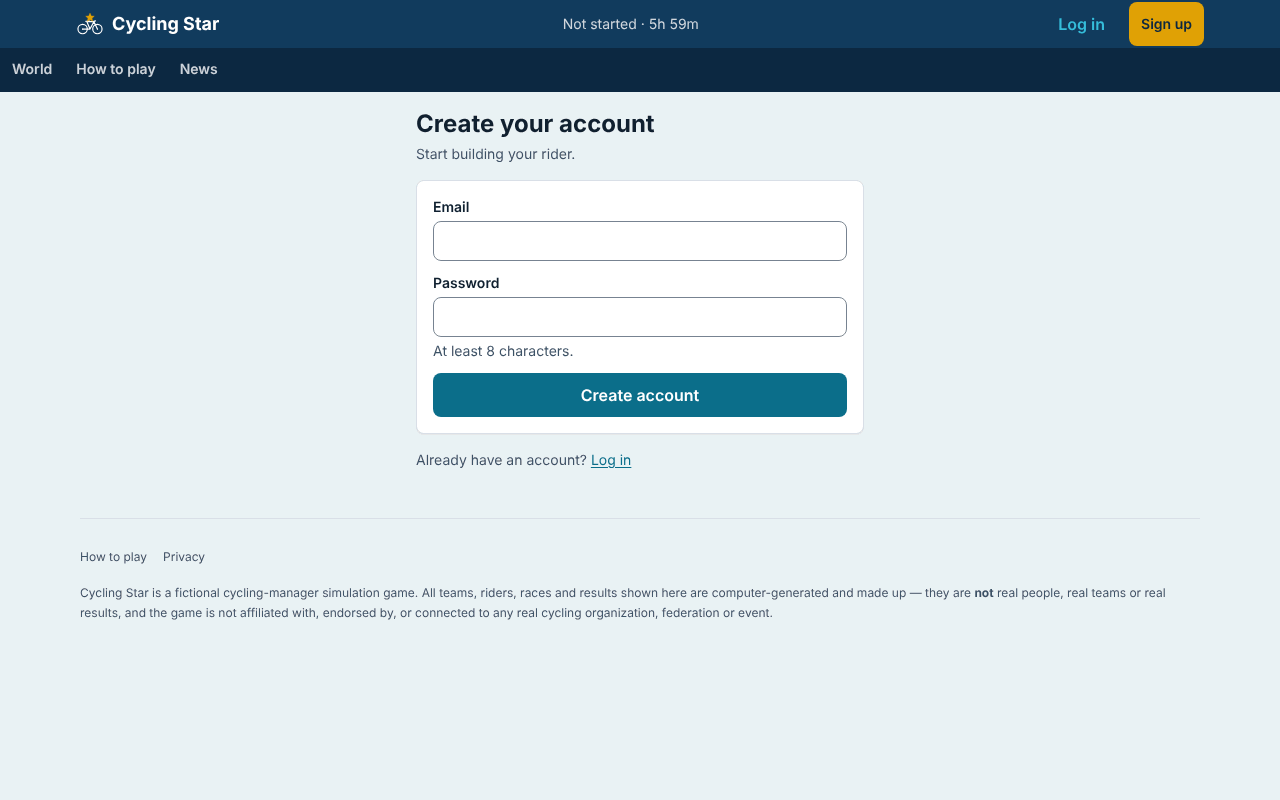 Cycling Star
Not started · 5h 59m
Log in
Sign up
World
How to play
News
Create your account
Start building your rider.
Email
Password
At least 8 characters.
Create account
Already have an account? Log in
How to play
Privacy
Cycling Star is a fictional cycling-manager simulation game. All teams, riders, races and results shown here are computer-generated and made up — they are not real people, real teams or real
results, and the game is not affiliated with, endorsed by, or connected to any real cycling organization, federation or event.